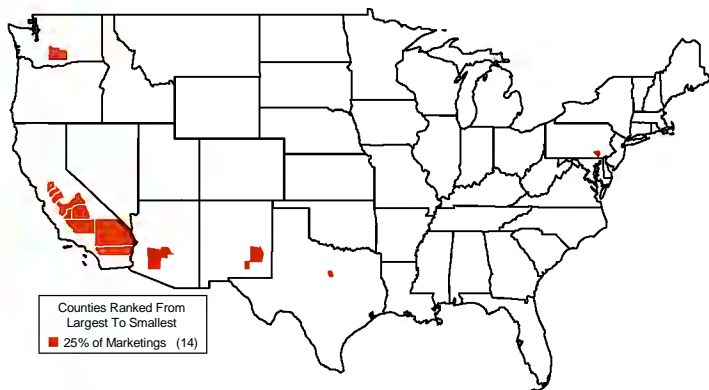 Counties Ranked From
Largest To Smallest
25% of Marketings (14)